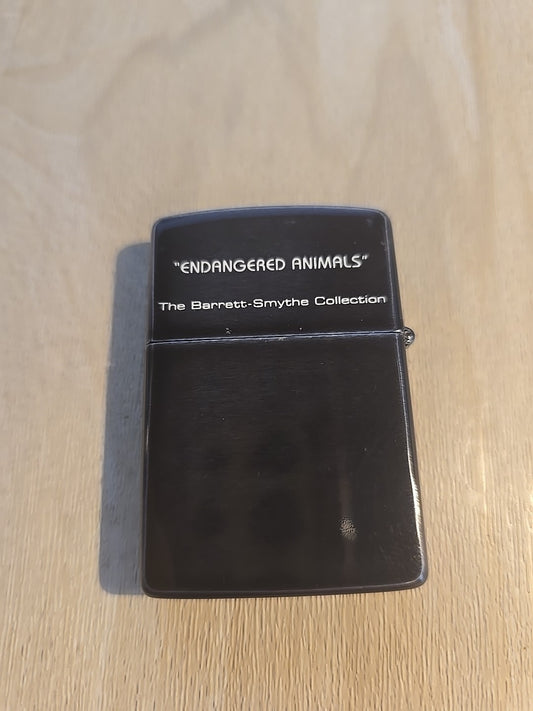 "ENDANGERED ANIMALS"
The Barrett-Smythe Collection